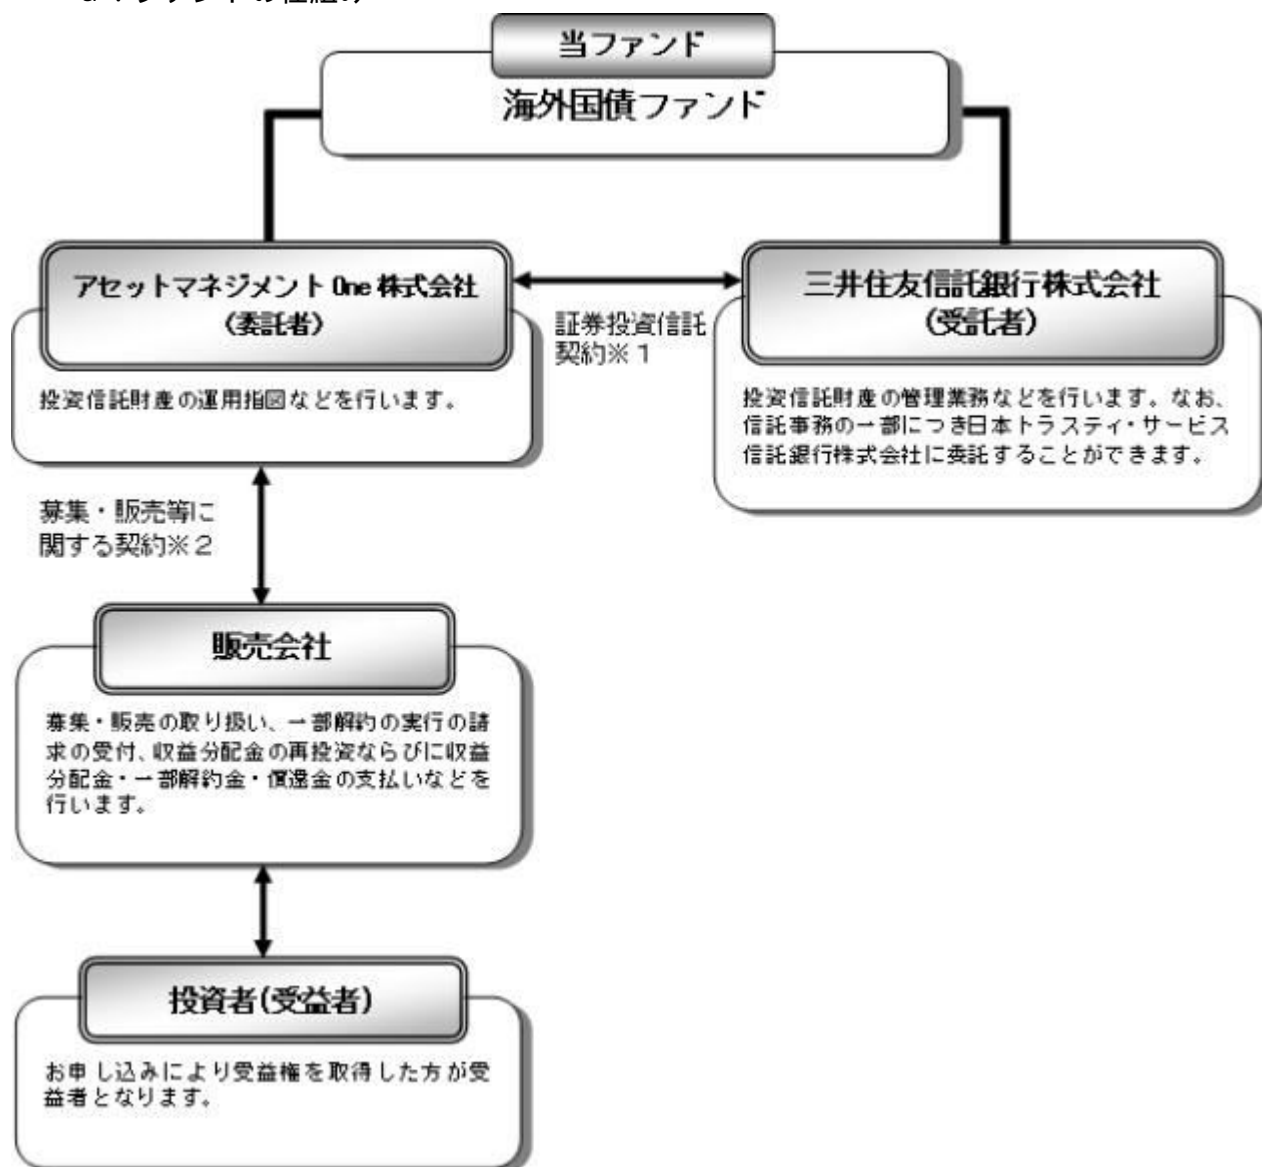 当ファンド
海外国債ファンド
アセットマネジメントOne株式会社
（委託者）
投資信託財産の運用指図などを行います。
証券投資信託
契約※１
三井住友信託銀行株式会社
(受託者)
投資信託財産の管理業務などを行います。なお、
信託事務の一部につき日本トラスティ・サービス
信託銀行株式会社に委託することができます。
募集・販売等に
関する契約※２
販売会社
募集・販売の取り扱い、一部解約の実行の請
求の受付、収益分配金の再投資ならびに収益
分配金・一部解約金・償還金の支払いなどを
行います。
投資者(受益者)
お申し込みにより受益権を取得した方が受
益者となります。